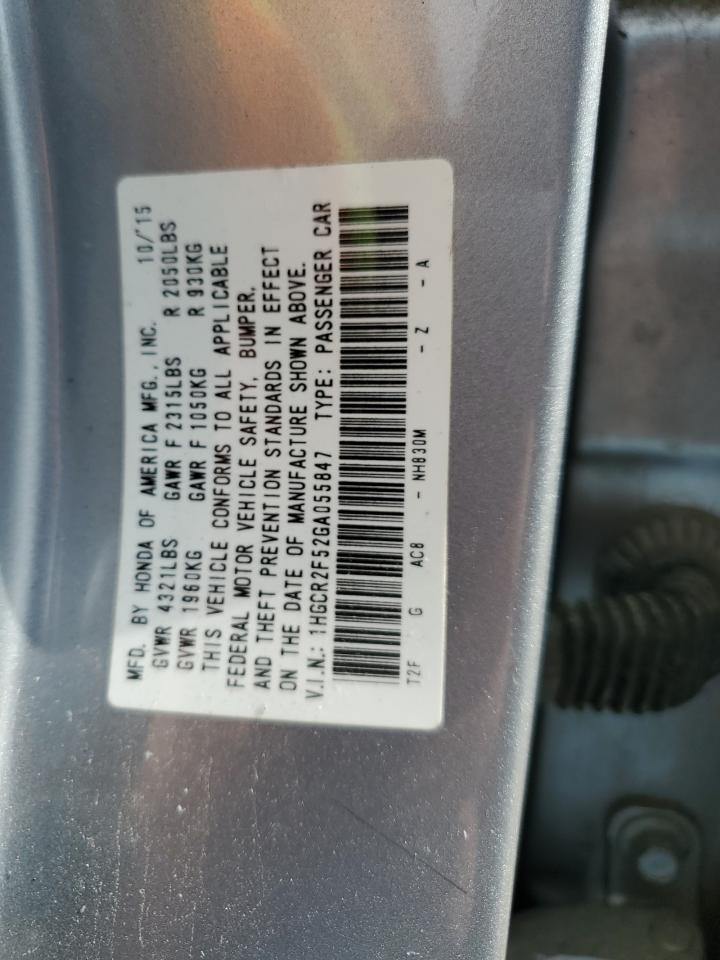 MFD. BY HONDA OF AMERICA MFG., INC. 10/'15
GVWR 4321LBS GAWR F 2315LBS R 2050LBS
GVWR 1960KG GAWR F 1050KG R 930KG
THIS VEHICLE CONFORMS TO ALL APPLICABLE
FEDERAL MOTOR VEHICLE SAFETY, BUMPER,
AND THEFT PREVENTION STANDARDS IN EFFECT
ON THE DATE OF MANUFACTURE SHOWN ABOVE.
V.I.N.: 1HGCR2F52GA055847 TYPE: PASSENGER CAR
T2F G AC8 - NH830M - Z - A